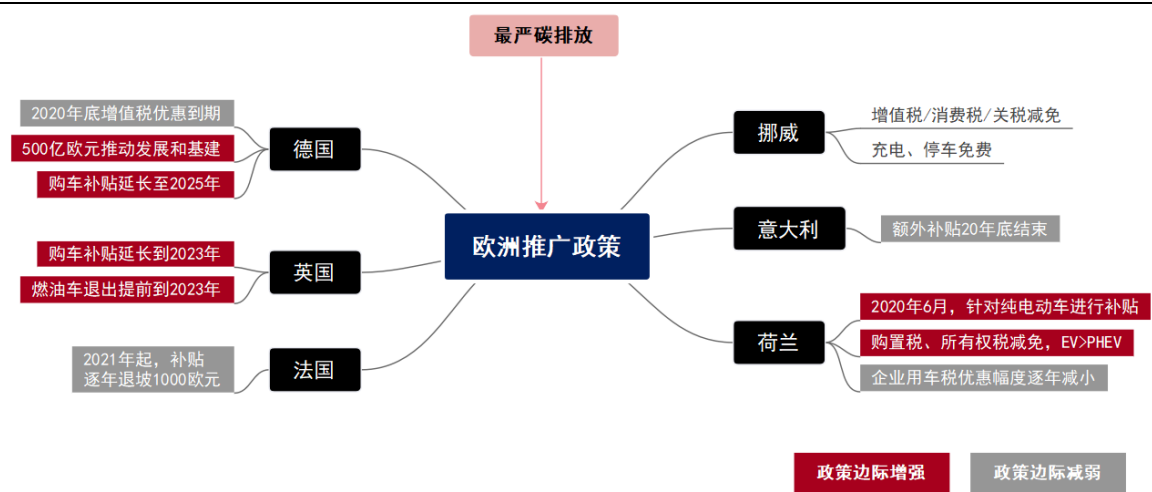 最严碳排放
欧洲推广政策
德国
2020年底增值税优惠到期
500亿欧元推动发展和基建
购车补贴延长至2025年
英国
购车补贴延长到2023年
燃油车退出提前到2023年
法国
2021年起，补贴
逐年退坡1000欧元
挪威
增值税/消费税/关税减免
充电、停车免费
意大利
额外补贴20年底结束
荷兰
2020年6月，针对纯电动车进行补贴
购置税、所有权税减免，EV>PHEV
企业用车税优惠幅度逐年减小
政策边际增强
政策边际减弱